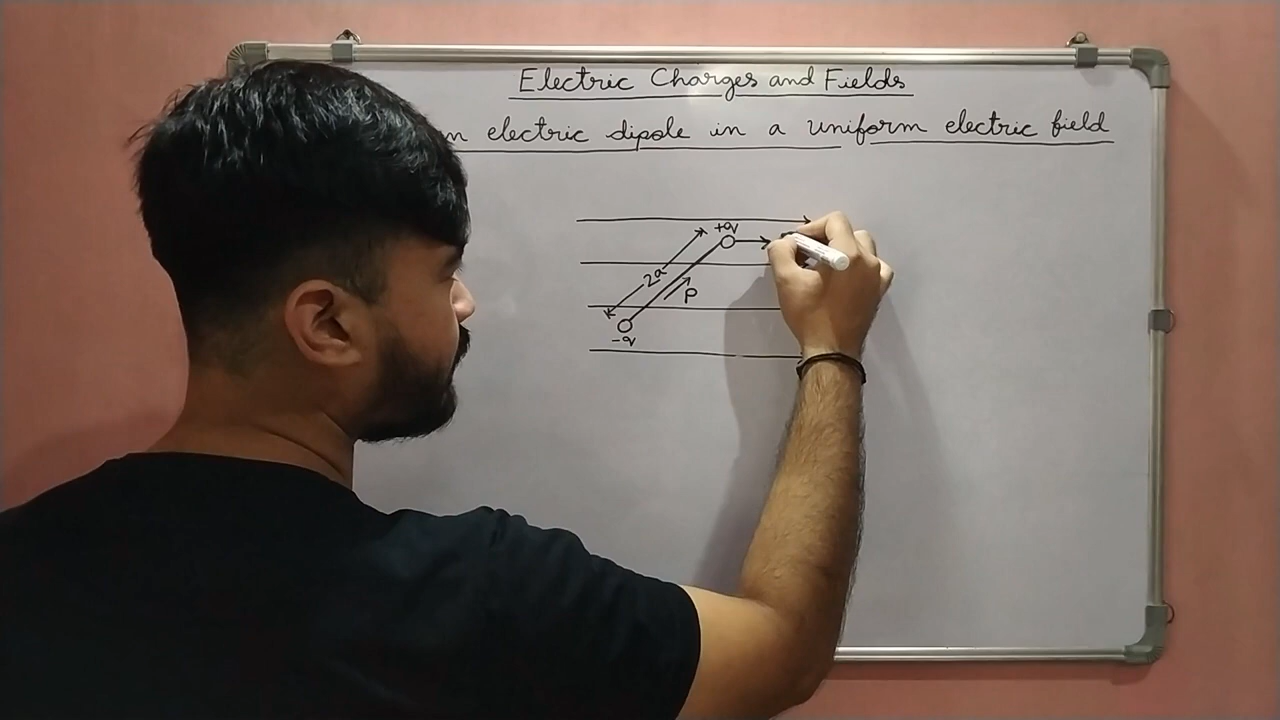 Electric Charges and Fields
n electric dipole in a uniform electric field
+q
2a
p
-q